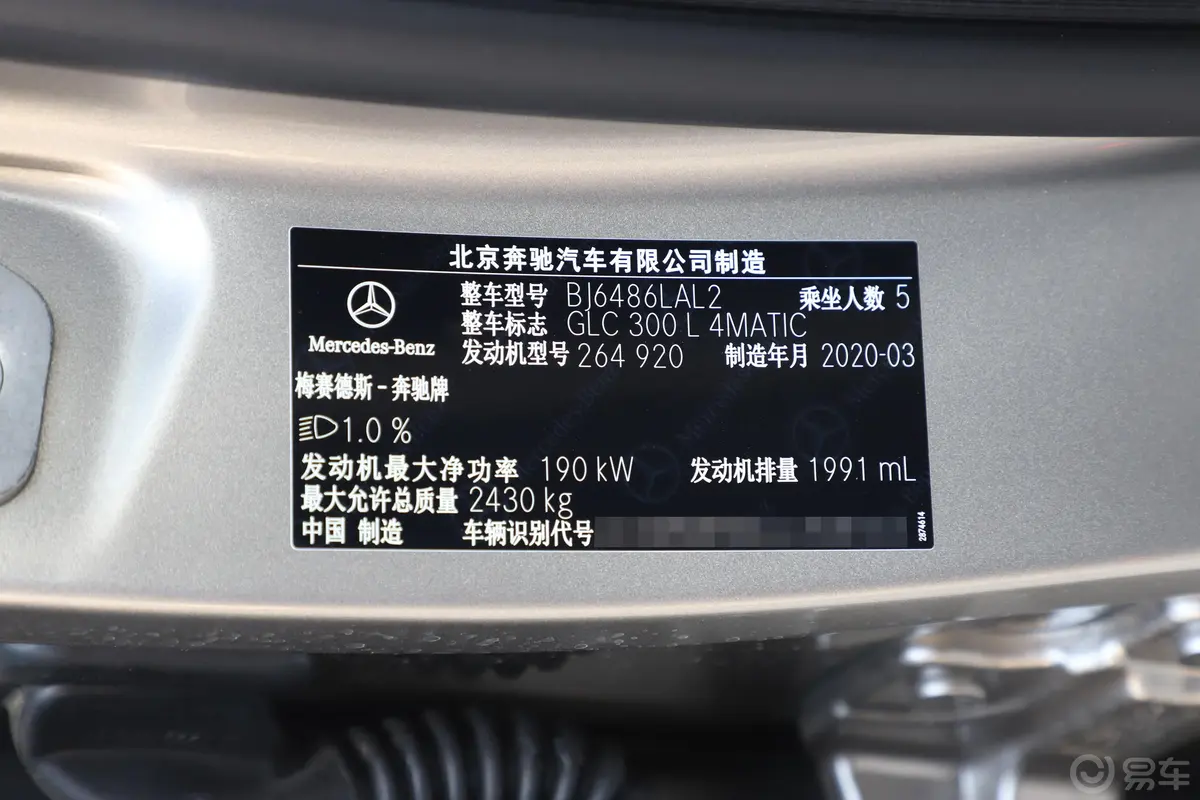 北京奔驰汽车有限公司制造
整车型号 BJ6486LAL2 乘坐人数 5
整车标志 GLC 300 L 4MATIC
Mercedes-Benz 发动机型号 264 920 制造年月 2020-03
梅赛德斯-奔驰牌
1.0 %
发动机最大净功率 190 kW 发动机排量 1991 mL
最大允许总质量 2430 kg
中国 制造 车辆识别代号
2874614
易车